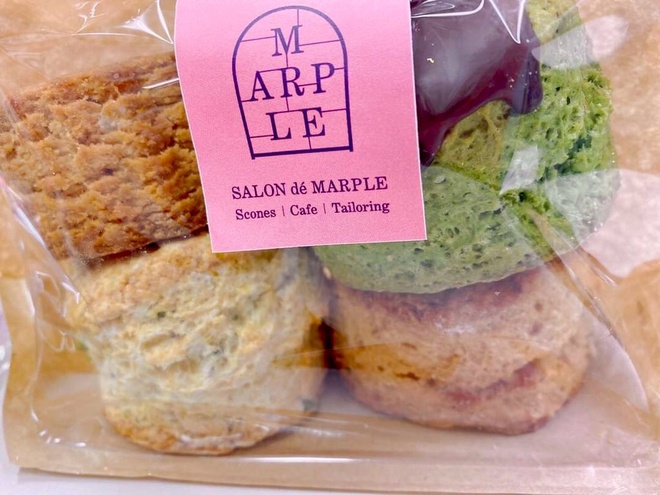 M
ARP
LE
SALON dé MARPLE
Scones | Cafe | Tailoring